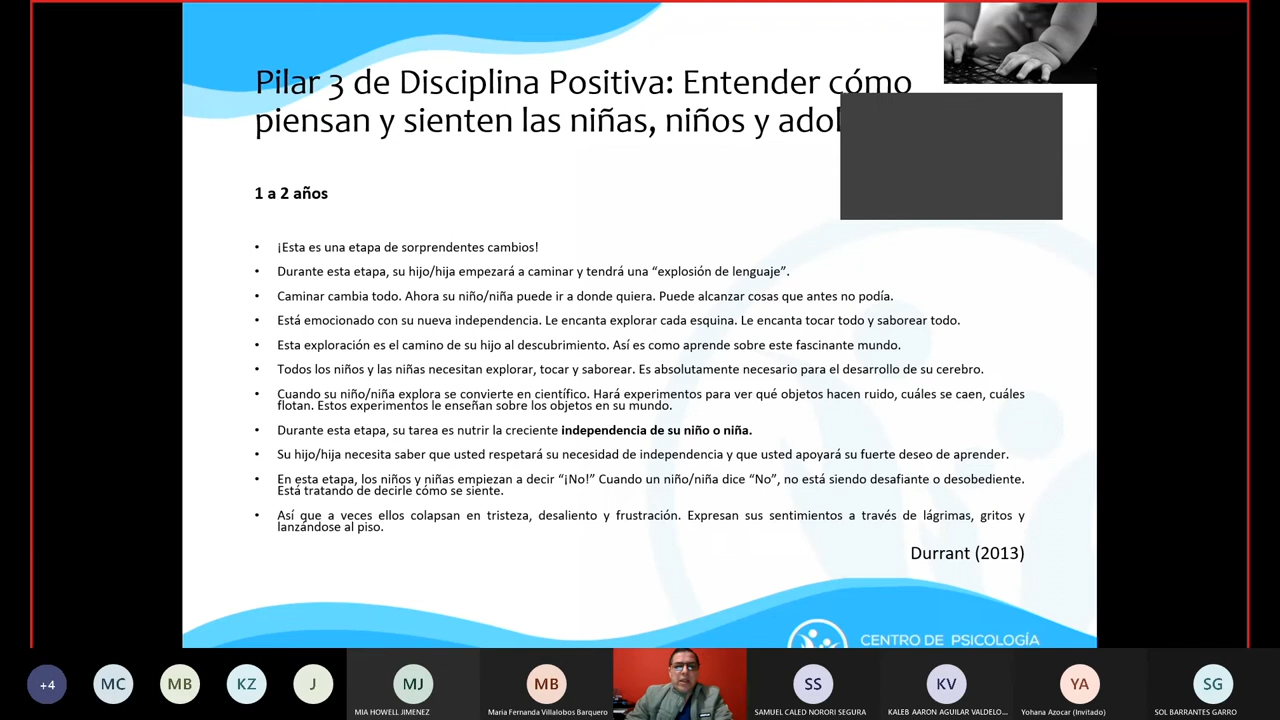 Pilar 3 de Disciplina Positiva: Entender cómo
piensan y sienten las niñas, niños y
1 a 2 años
• ¡Esta es una etapa de sorprendentes cambios!
• Durante esta etapa, su hijo/hija empezará a caminar y tendrá una “explosión de lenguaje”.
• Caminar cambia todo. Ahora su niño/niña puede ir a donde quiera. Puede alcanzar cosas que antes no podía.
• Está emocionado con su nueva independencia. Le encanta explorar cada esquina. Le encanta tocar todo y saborear todo.
• Esta exploración es el camino de su hijo al descubrimiento. Así es como aprende sobre este fascinante mundo.
• Todos los niños y las niñas necesitan explorar, tocar y saborear. Es absolutamente necesario para el desarrollo de su cerebro.
• Cuando su niño/niña explora se convierte en científico. Hará experimentos para ver qué objetos hacen ruido, cuáles se caen, cuáles
flotan. Estos experimentos le enseñan sobre los objetos en su mundo.
• Durante esta etapa, su tarea es nutrir la creciente independencia de su niño o niña.
• Su hijo/hija necesita saber que usted respetará su necesidad de independencia y que usted apoyará su fuerte deseo de aprender.
• En esta etapa, los niños y niñas empiezan a decir “¡No!” Cuando un niño/niña dice “No”, no está siendo desafiante o desobediente.
Está tratando de decirle cómo se siente.
• Así que a veces ellos colapsan en tristeza, desaliento y frustración. Expresan sus sentimientos a través de lágrimas, gritos y
lanzándose al piso.
Durrant (2013)
CENTRO DE PSICOLOGÍA
+4
MC
MB
KZ
J
MJ
MIA HOWELL JIMENEZ
MB
Maria Fernanda Villalobos Barquero
SS
SAMUEL CALED NORORI SEGURA
KV
KALEB AARON AGUILAR VALDELO...
YA
Yohana Azocar (Invitado)
SG
SOL BARRANTES GARRO